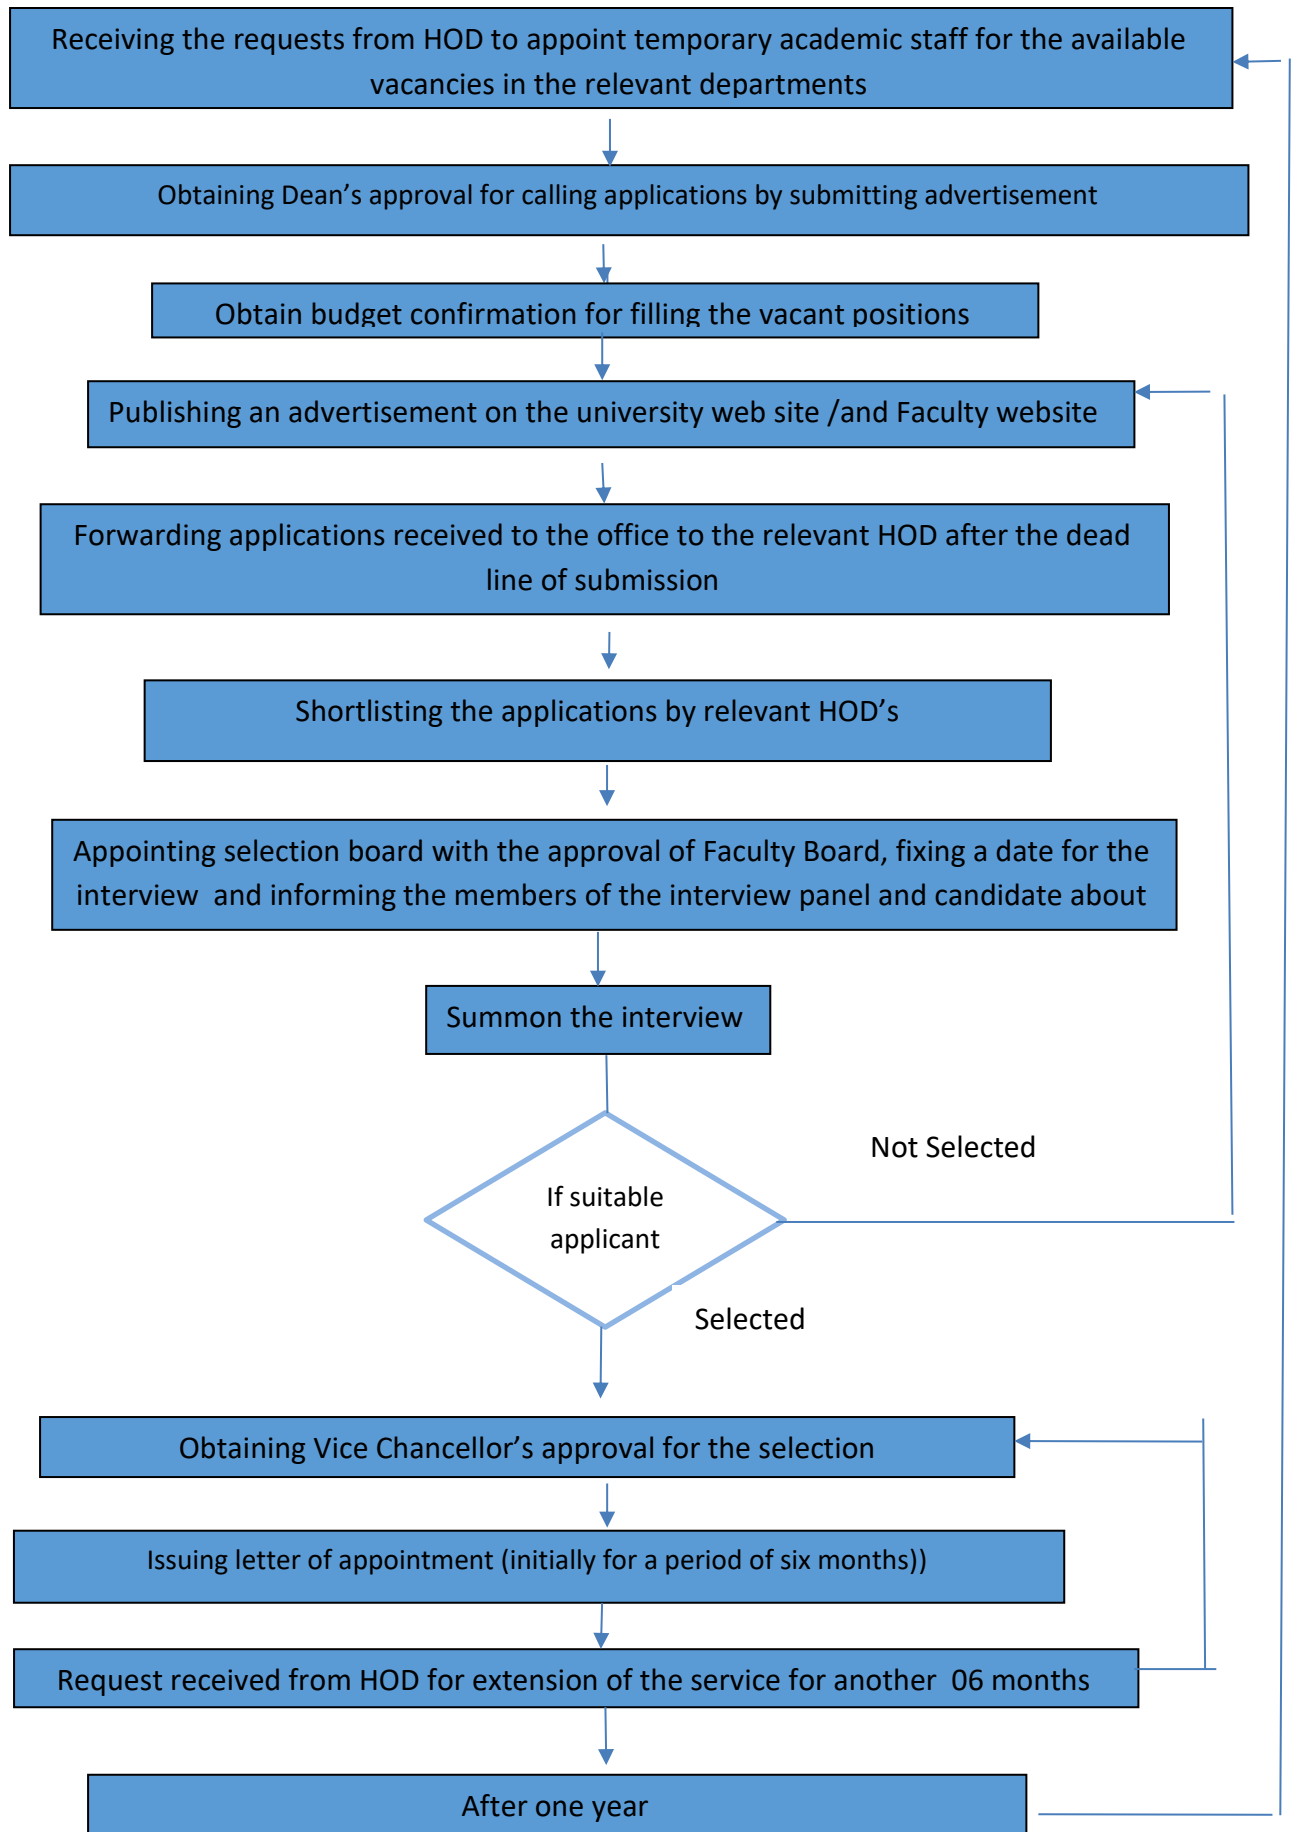 Receiving the requests from HOD to appoint temporary academic staff for the available
vacancies in the relevant departments
Obtaining Dean’s approval for calling applications by submitting advertisement
Obtain budget confirmation for filling the vacant positions
Publishing an advertisement on the university web site /and Faculty website
Forwarding applications received to the office to the relevant HOD after the dead
line of submission
Shortlisting the applications by relevant HOD’s
Appointing selection board with the approval of Faculty Board, fixing a date for the
interview  and informing the members of the interview panel and candidate about
Summon the interview
Not Selected
If suitable
applicant
Selected
Obtaining Vice Chancellor’s approval for the selection
Issuing letter of appointment (initially for a period of six months))
Request received from HOD for extension of the service for another  06 months
After one year